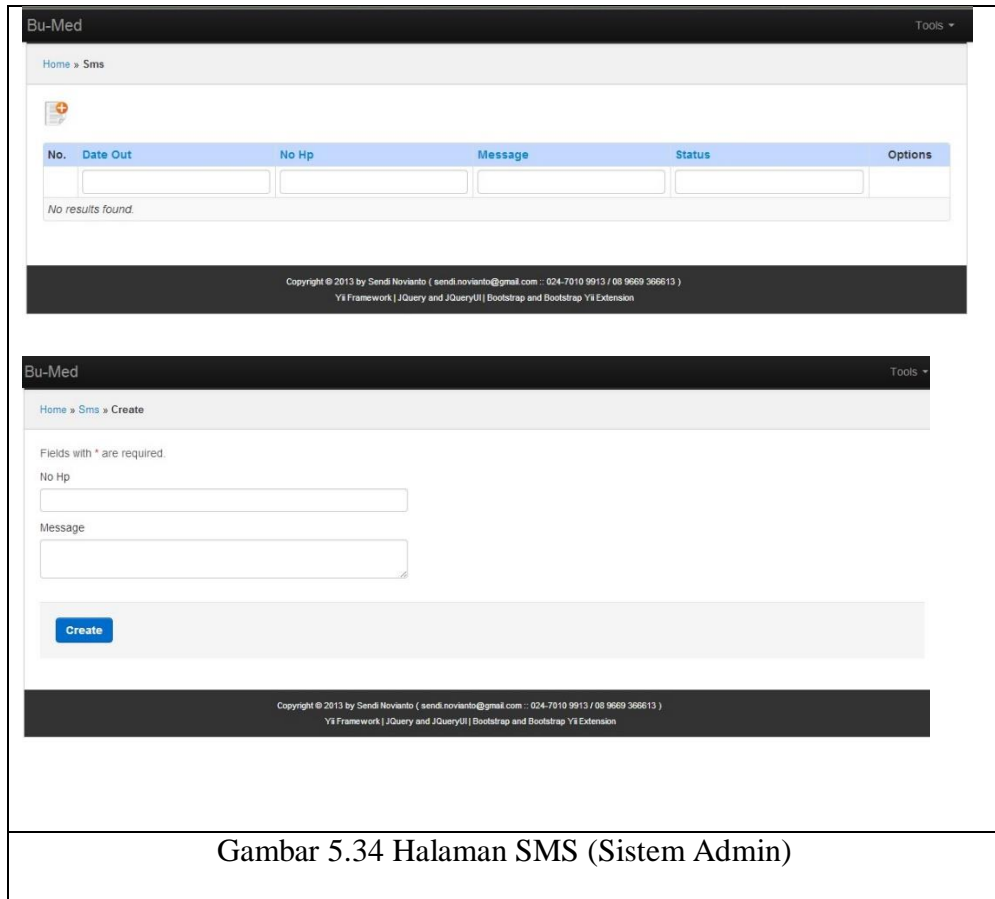 Bu-Med Tools
Home » Sms
No. Date Out No Hp Message Status Options
No results found.
Copyright © 2013 by Sendi Novianto ( sendi.novianto@gmail.com :: 024-7010 9913 / 08 9669 366613 )
Yii Framework | JQuery and JQueryUI | Bootstrap and Bootstrap Yii Extension
Bu-Med Tools
Home » Sms » Create
Fields with * are required.
No Hp
Message
Create
Copyright © 2013 by Sendi Novianto ( sendi.novianto@gmail.com :: 024-7010 9913 / 08 9669 366613 )
Yii Framework | JQuery and JQueryUI | Bootstrap and Bootstrap Yii Extension
Gambar 5.34 Halaman SMS (Sistem Admin)